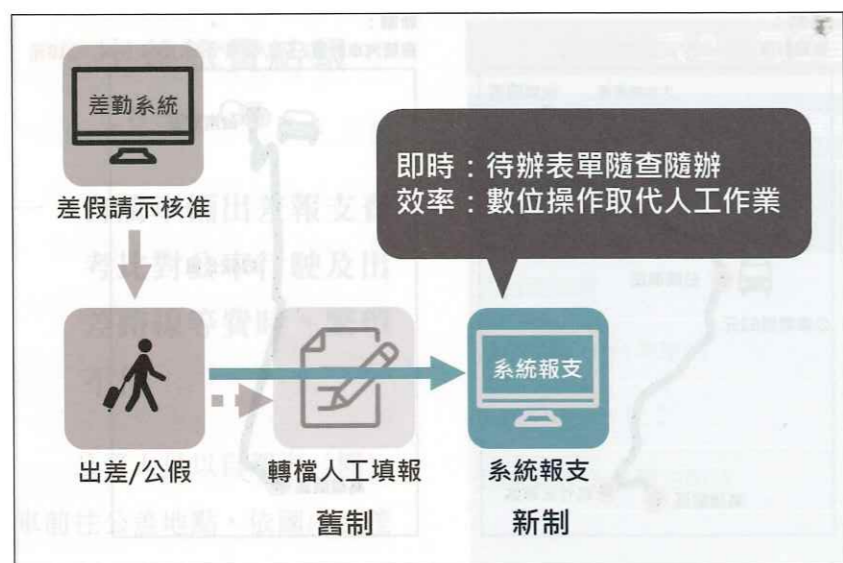 差勤系統
差假請示核准
即時：待辦表單隨查隨辦
效率：數位操作取代人工作業
系統報支
出差/公假
轉檔人工填報
系統報支
舊制
新制